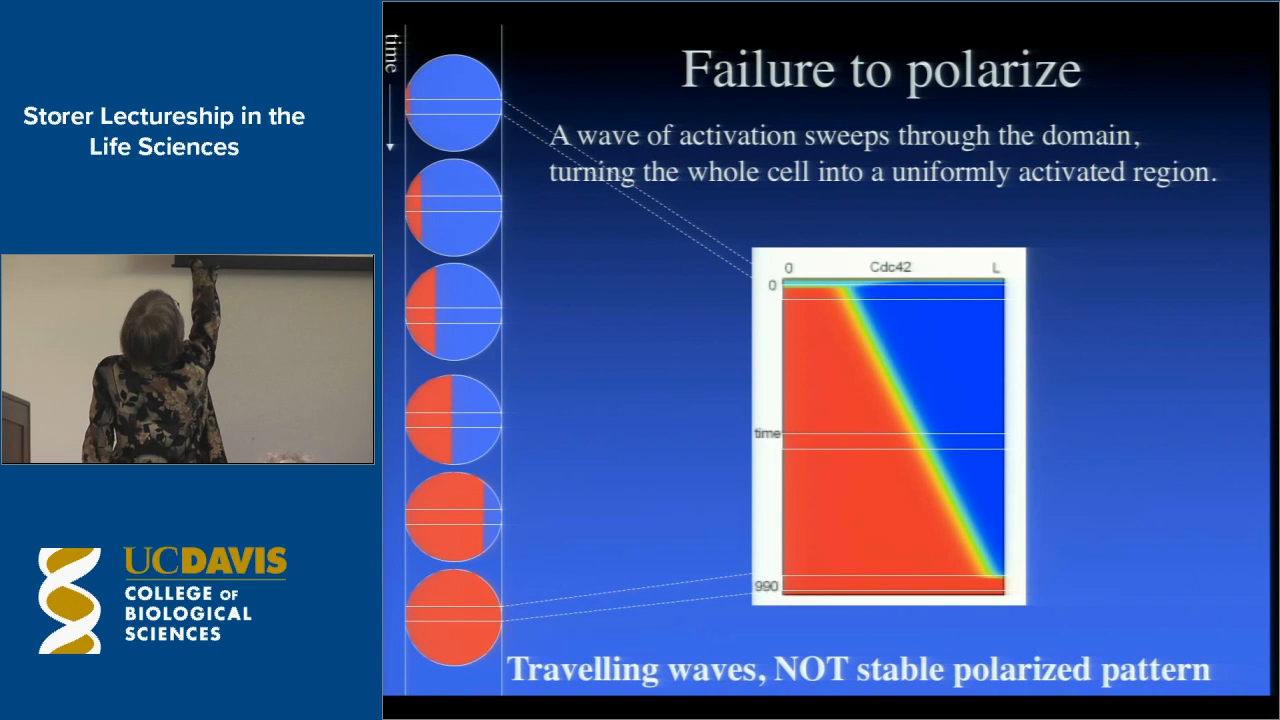 Storer Lectureship in the
Life Sciences
UCDAVIS
COLLEGE OF
BIOLOGICAL
SCIENCES
time
Failure to polarize
A wave of activation sweeps through the domain,
turning the whole cell into a uniformly activated region.
0 Cdc42 L
0
time
990
Travelling waves, NOT stable polarized pattern